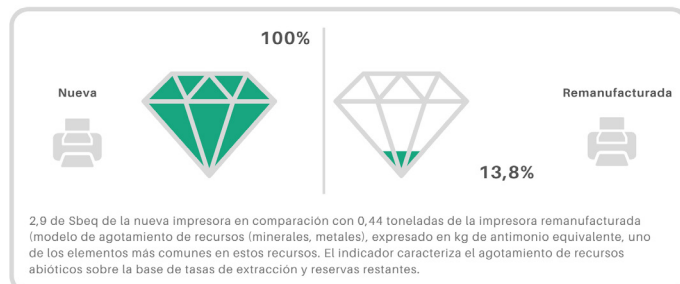 100%
Nueva
Remanufacturada
13,8%
2,9 de Sbeq de la nueva impresora en comparación con 0,44 toneladas de la impresora remanufacturada
(modelo de agotamiento de recursos (minerales, metales), expresado en kg de antimonio equivalente, uno
de los elementos más comunes en estos recursos. El indicador caracteriza el agotamiento de recursos
abióticos sobre la base de tasas de extracción y reservas restantes.